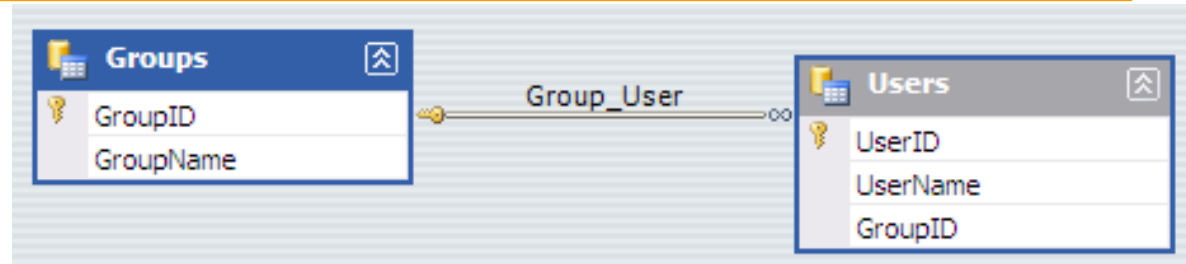 Groups
GroupID
GroupName
Group_User
Users
UserID
UserName
GroupID